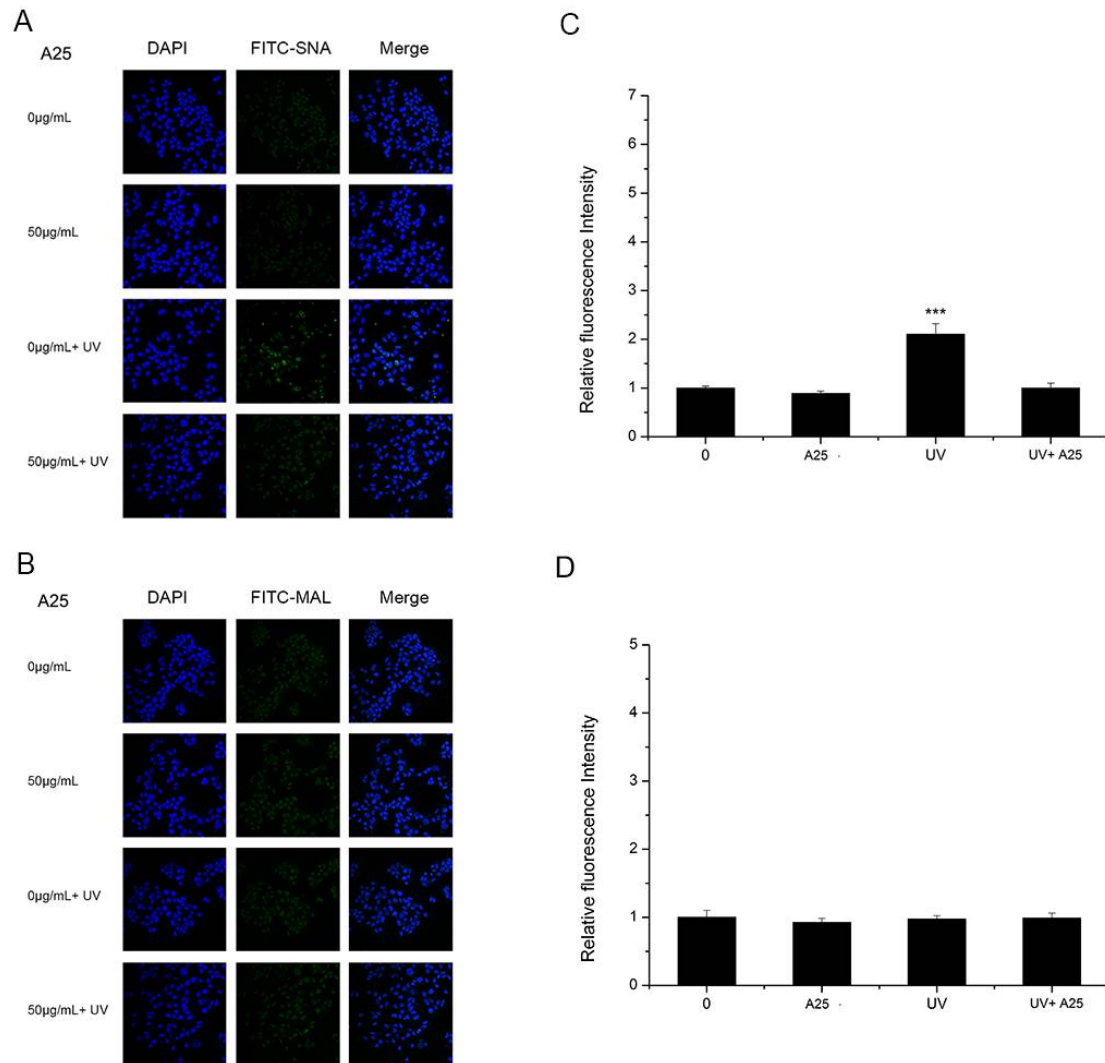 A
A25
DAPI
FITC-SNA
Merge
0µg/mL
50µg/mL
0µg/mL+ UV
50µg/mL+ UV
B
A25
DAPI
FITC-MAL
Merge
0µg/mL
50µg/mL
0µg/mL+ UV
50µg/mL+ UV
C
Relative fluorescence Intensity
7
6
5
4
3
2
1
0
***
0
A25
UV
UV+ A25
D
Relative fluorescence Intensity
5
4
3
2
1
0
0
A25
UV
UV+ A25